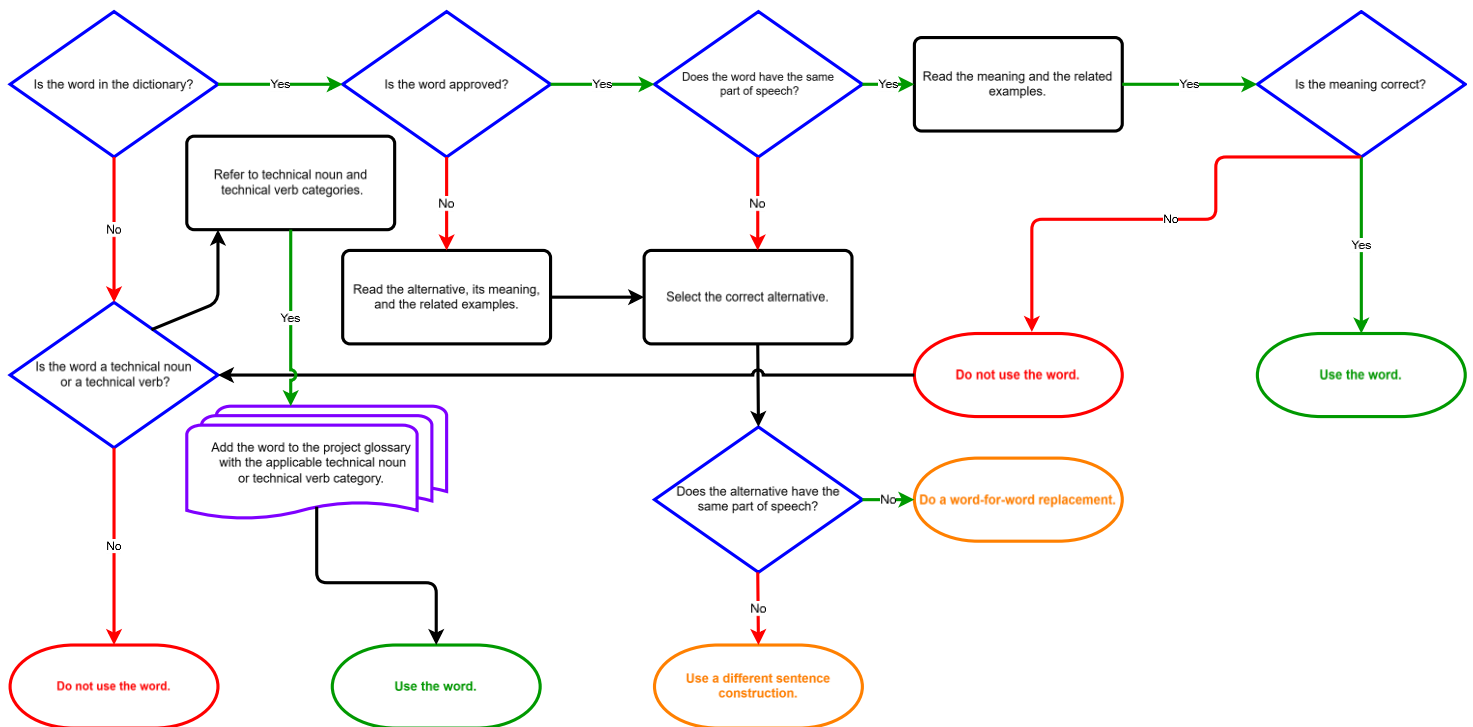 Is the word in the dictionary?
Yes
Is the word approved?
Yes
Does the word have the same
part of speech?
Yes
Read the meaning and the related
examples.
Yes
Is the meaning correct?
Refer to technical noun and
technical verb categories.
No
No
No
No
Yes
Read the alternative, its meaning,
and the related examples.
Select the correct alternative.
Yes
Is the word a technical noun
or a technical verb?
Do not use the word.
Use the word.
Add the word to the project glossary
with the applicable technical noun
or technical verb category.
Does the alternative have the
same part of speech?
No
Do a word-for-word replacement.
No
No
Do not use the word.
Use the word.
Use a different sentence
construction.